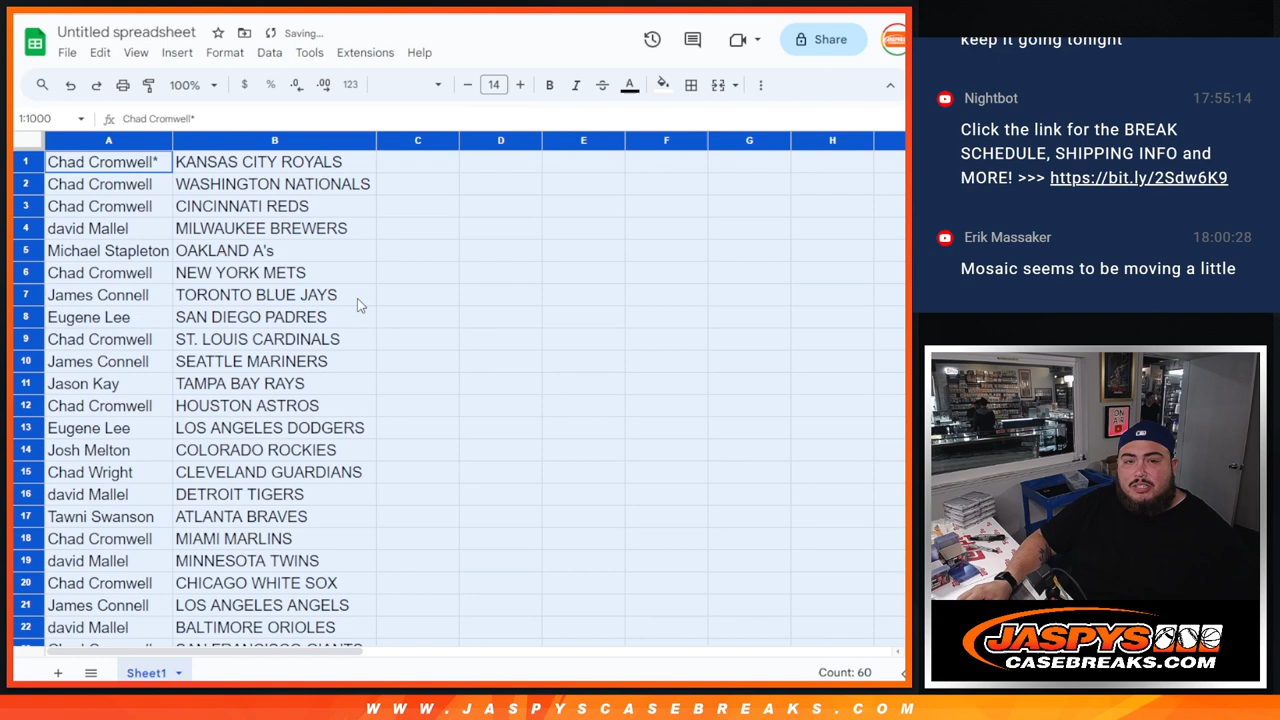 Untitled spreadsheet
Saving...
Share
File Edit View Insert Format Data Tools Extensions Help
100% $ % .0 .00 123 14 B I A
1:1000 fx Chad Cromwell*
A B C D E F G H
1 Chad Cromwell* KANSAS CITY ROYALS
2 Chad Cromwell WASHINGTON NATIONALS
3 Chad Cromwell CINCINNATI REDS
4 david Mallel MILWAUKEE BREWERS
5 Michael Stapleton OAKLAND A's
6 Chad Cromwell NEW YORK METS
7 James Connell TORONTO BLUE JAYS
8 Eugene Lee SAN DIEGO PADRES
9 Chad Cromwell ST. LOUIS CARDINALS
10 James Connell SEATTLE MARINERS
11 Jason Kay TAMPA BAY RAYS
12 Chad Cromwell HOUSTON ASTROS
13 Eugene Lee LOS ANGELES DODGERS
14 Josh Melton COLORADO ROCKIES
15 Chad Wright CLEVELAND GUARDIANS
16 david Mallel DETROIT TIGERS
17 Tawni Swanson ATLANTA BRAVES
18 Chad Cromwell MIAMI MARLINS
19 david Mallel MINNESOTA TWINS
20 Chad Cromwell CHICAGO WHITE SOX
21 James Connell LOS ANGELES ANGELS
22 david Mallel BALTIMORE ORIOLES
Chad Cromwell SAN FRANCISCO GIANTS
Sheet1
Count: 60
keep it going tonight
Nightbot 17:55:14
Click the link for the BREAK
SCHEDULE, SHIPPING INFO and
MORE! >>> https://bit.ly/2Sdw6K9
Erik Massaker 18:00:28
Mosaic seems to be moving a little
ON AIR
JASPYS
CASEBREAKS.COM
WWW.JASPYSCASEBREAKS.COM